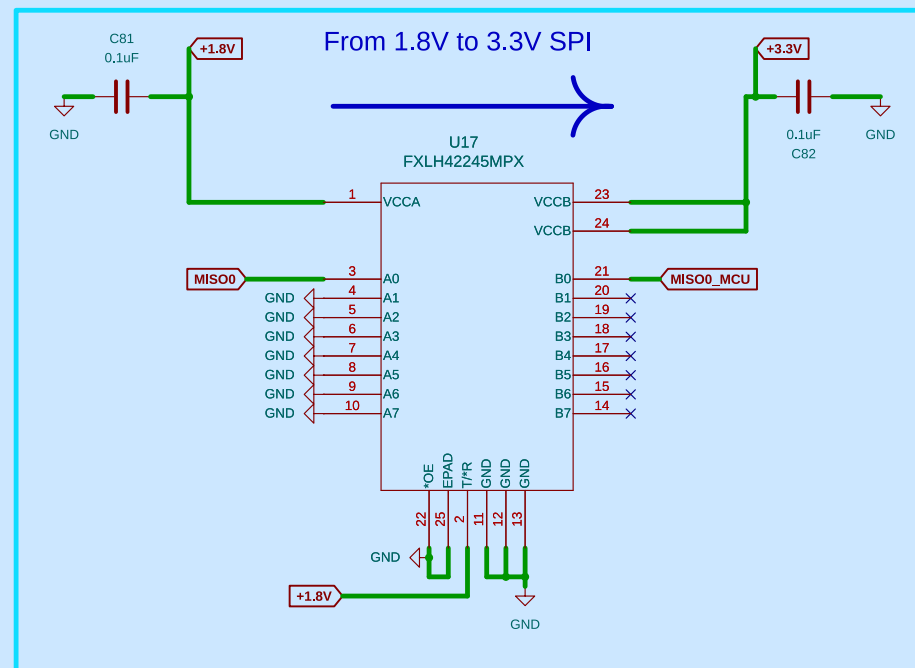 From 1.8V to 3.3V SPI
C81
0.1uF
+1.8V
+3.3V
GND
0.1uF
C82
GND
U17
FXLH42245MPX
1 VCCA
VCCB 23
VCCB 24
MISO0 3 A0
B0 21 MISO0_MCU
GND 4 A1
B1 20
GND 5 A2
B2 19
GND 6 A3
B3 18
GND 7 A4
B4 17
GND 8 A5
B5 16
GND 9 A6
B6 15
GND 10 A7
B7 14
*OE
EPAD
T/*R
GND
GND
GND
22
25
2
11
12
13
GND
+1.8V
GND